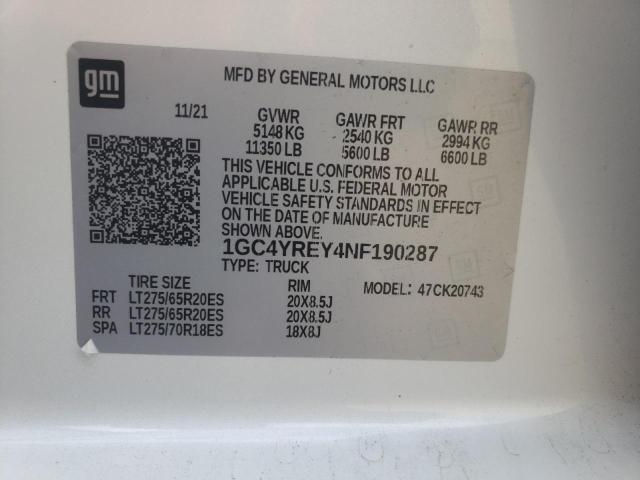 gm
MFD BY GENERAL MOTORS LLC
11/21 GVWR GAWR FRT GAWR RR
5148 KG 2540 KG 2994 KG
11350 LB 5600 LB 6600 LB
THIS VEHICLE CONFORMS TO ALL
APPLICABLE U.S. FEDERAL MOTOR
VEHICLE SAFETY STANDARDS IN EFFECT
ON THE DATE OF MANUFACTURE
SHOWN ABOVE.
1GC4YREY4NF190287
TYPE: TRUCK
TIRE SIZE RIM MODEL: 47CK20743
FRT LT275/65R20ES 20X8.5J
RR LT275/65R20ES 20X8.5J
SPA LT275/70R18ES 18X8J